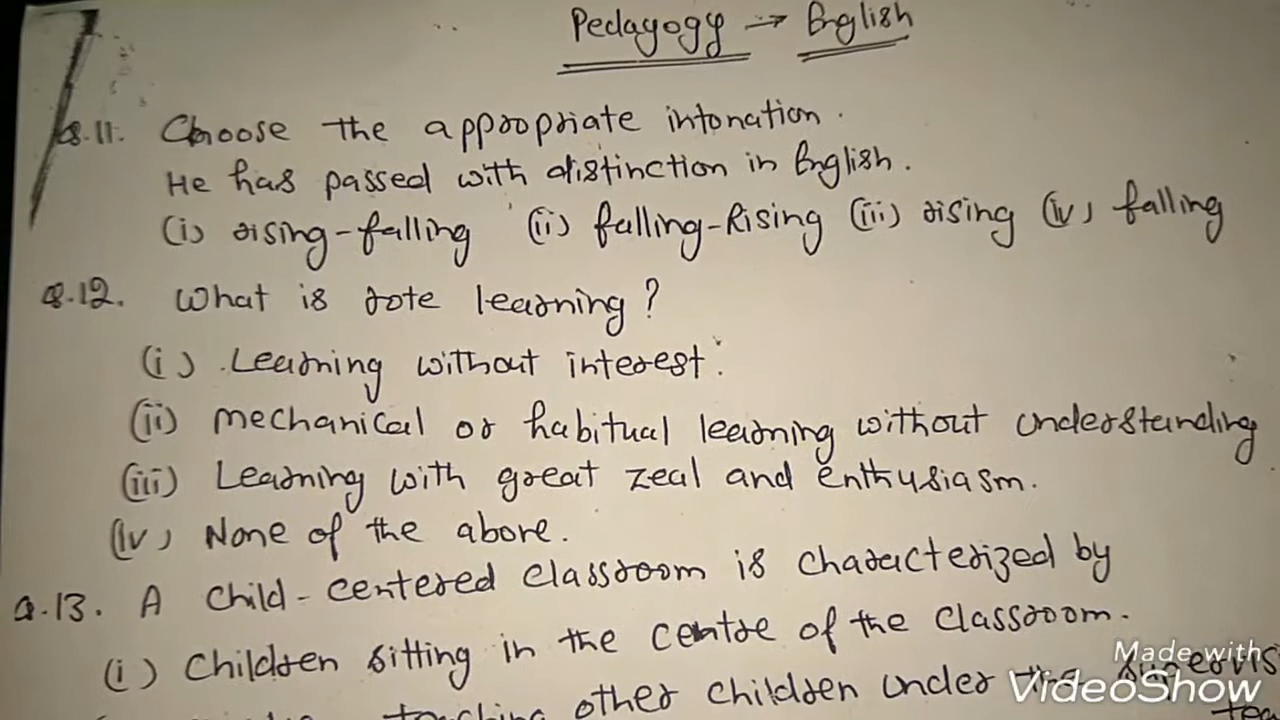 Pedagogy → English
Q.11. Choose the appropriate intonation.
He has passed with distinction in English.
(i) rising-falling (ii) falling-Rising (iii) rising (iv) falling
Q.12. What is rote learning?
(i) Learning without interest.
(ii) mechanical or habitual learning without understanding
(iii) Learning with great zeal and enthusiasm.
(iv) None of the above.
Q.13. A child-centered classroom is characterized by
(i) Children sitting in the centre of the classroom.
other children under the
Made with
VideoShow